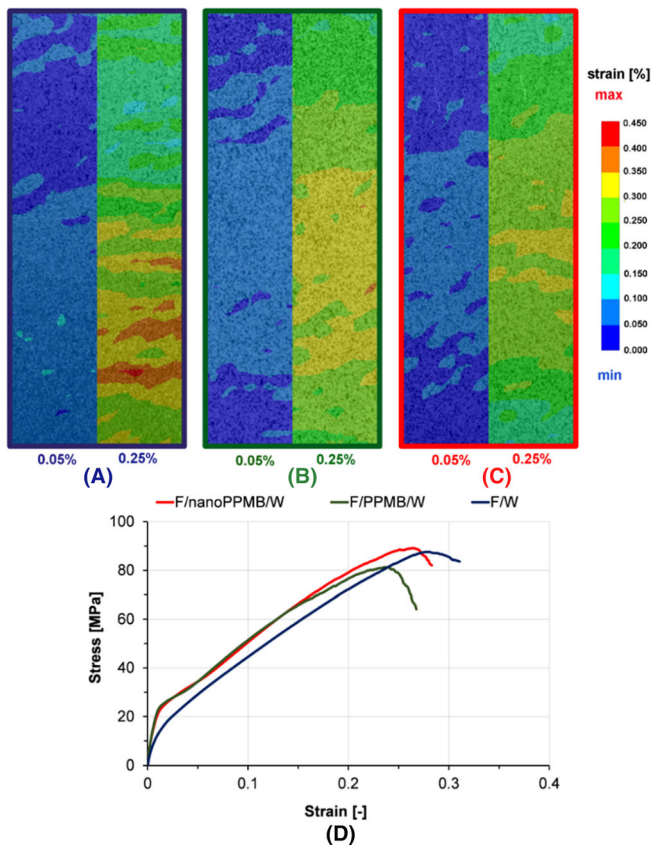 strain [%]
max
0.450
0.400
0.350
0.300
0.250
0.200
0.150
0.100
0.050
0.000
min
0.05% 0.25% 0.05% 0.25% 0.05% 0.25%
(A) (B) (C)
F/nanoPPMB/W F/PPMB/W F/W
100
80
60
40
20
0
Stress [MPa]
0 0.1 0.2 0.3 0.4
Strain [-]
(D)